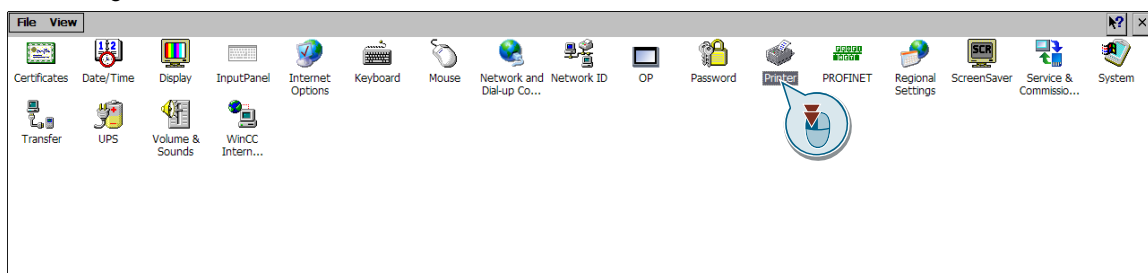 File View
Certificates Date/Time Display InputPanel Internet Options Keyboard Mouse Network and Dial-up Co... Network ID OP Password Printer PROFINET Regional Settings ScreenSaver Service & Commissio... System
Transfer UPS Volume & Sounds WinCC Intern...